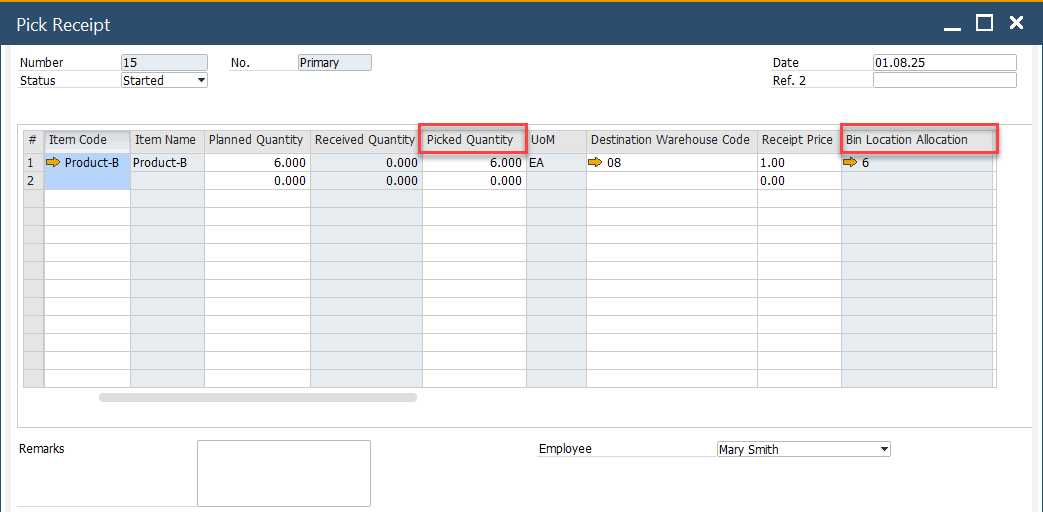 Pick Receipt
Number 15 No. Primary Date 01.08.25
Status Started Ref. 2
# Item Code Item Name Planned Quantity Received Quantity Picked Quantity UoM Destination Warehouse Code Receipt Price Bin Location Allocation
1 Product-B Product-B 6.000 0.000 6.000 EA 08 1.00 6
2 0.000 0.000 0.000 0.00
Remarks Employee Mary Smith